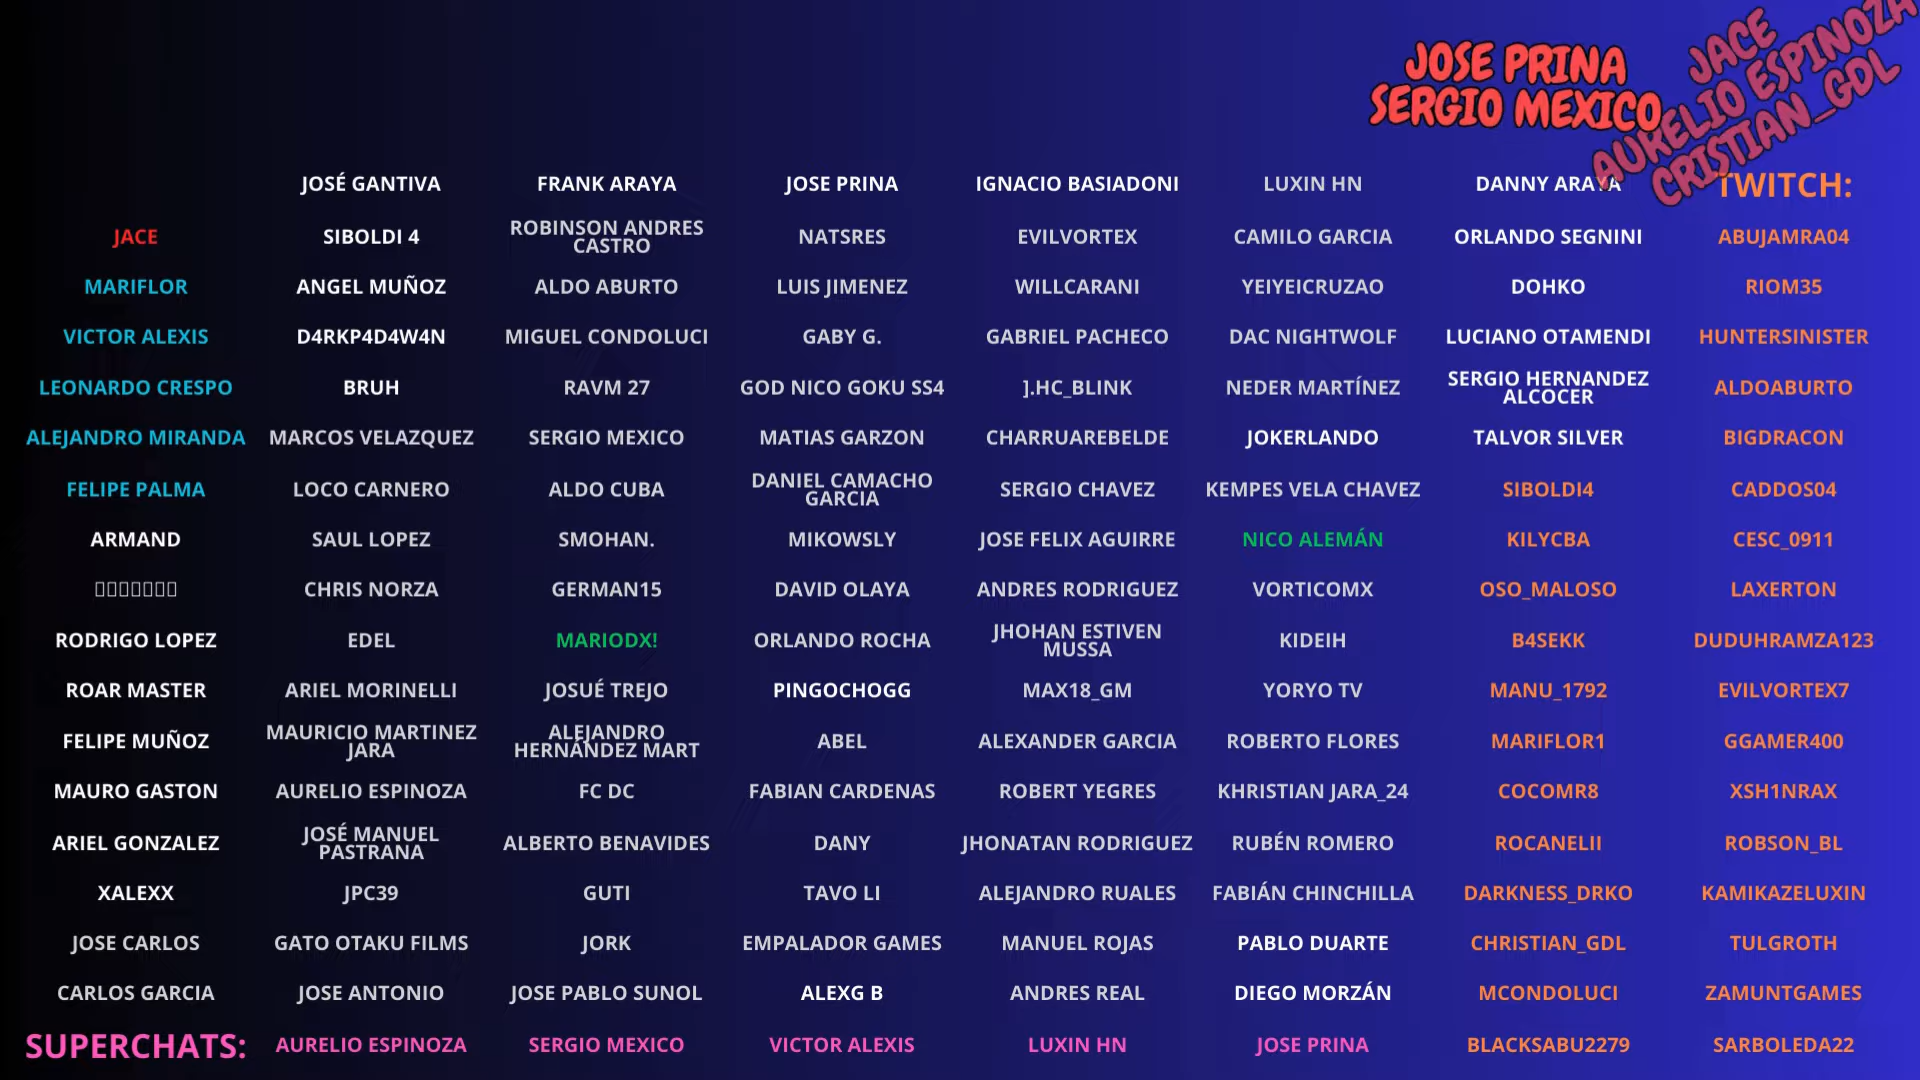 JOSE PRINA
SERGIO MEXICO
JACE
AURELIO ESPINOZA
CRISTIAN_GDL
JOSÉ GANTIVA FRANK ARAYA JOSE PRINA IGNACIO BASIADONI LUXIN HN DANNY ARAYA TWITCH:
JACE SIBOLDI 4 ROBINSON ANDRES CASTRO NATSRES EVILVORTEX CAMILO GARCIA ORLANDO SEGNINI ABUJAMRA04
MARIFLOR ANGEL MUÑOZ ALDO ABURTO LUIS JIMENEZ WILLCARANI YEIYEICRUZAO DOHKO RIOM35
VICTOR ALEXIS D4RKP4D4W4N MIGUEL CONDOLUCI GABY G. GABRIEL PACHECO DAC NIGHTWOLF LUCIANO OTAMENDI HUNTERSINISTER
LEONARDO CRESPO BRUH RAVM 27 GOD NICO GOKU SS4 ].HC_BLINK NEDER MARTÍNEZ SERGIO HERNANDEZ ALCOCER ALDOABURTO
ALEJANDRO MIRANDA MARCOS VELAZQUEZ SERGIO MEXICO MATIAS GARZON CHARRUAREBELDE JOKERLANDO TALVOR SILVER BIGDRACON
FELIPE PALMA LOCO CARNERO ALDO CUBA DANIEL CAMACHO GARCIA SERGIO CHAVEZ KEMPES VELA CHAVEZ SIBOLDI4 CADDOS04
ARMAND SAUL LOPEZ SMOHAN. MIKOWSLY JOSE FELIX AGUIRRE NICO ALEMÁN KILYCBA CESC_0911
CHRIS NORZA GERMAN15 DAVID OLAYA ANDRES RODRIGUEZ VORTICOMX OSO_MALOSO LAXERTON
RODRIGO LOPEZ EDEL MARIODX! ORLANDO ROCHA JHOHAN ESTIVEN MUSSA KIDEIH B4SEKK DUDUHRAMZA123
ROAR MASTER ARIEL MORINELLI JOSUÉ TREJO PINGOCHOGG MAX18_GM YORYO TV MANU_1792 EVILVORTEX7
FELIPE MUÑOZ MAURICIO MARTINEZ JARA ALEJANDRO HERNÁNDEZ MART ABEL ALEXANDER GARCIA ROBERTO FLORES MARIFLOR1 GGAMER400
MAURO GASTON AURELIO ESPINOZA FC DC FABIAN CARDENAS ROBERT YEGRES KHRISTIAN JARA_24 COCOMR8 XSH1NRAX
ARIEL GONZALEZ JOSÉ MANUEL PASTRANA ALBERTO BENAVIDES DANY JHONATAN RODRIGUEZ RUBÉN ROMERO ROCANELII ROBSON_BL
XALEXX JPC39 GUTI TAVO LI ALEJANDRO RUALES FABIÁN CHINCHILLA DARKNESS_DRKO KAMIKAZELUXIN
JOSE CARLOS GATO OTAKU FILMS JORK EMPALADOR GAMES MANUEL ROJAS PABLO DUARTE CHRISTIAN_GDL TULGROTH
CARLOS GARCIA JOSE ANTONIO JOSE PABLO SUNOL ALEXG B ANDRES REAL DIEGO MORZÁN MCONDOLUCI ZAMUNTGAMES
SUPERCHATS: AURELIO ESPINOZA SERGIO MEXICO VICTOR ALEXIS LUXIN HN JOSE PRINA BLACKSABU2279 SARBOLEDA22